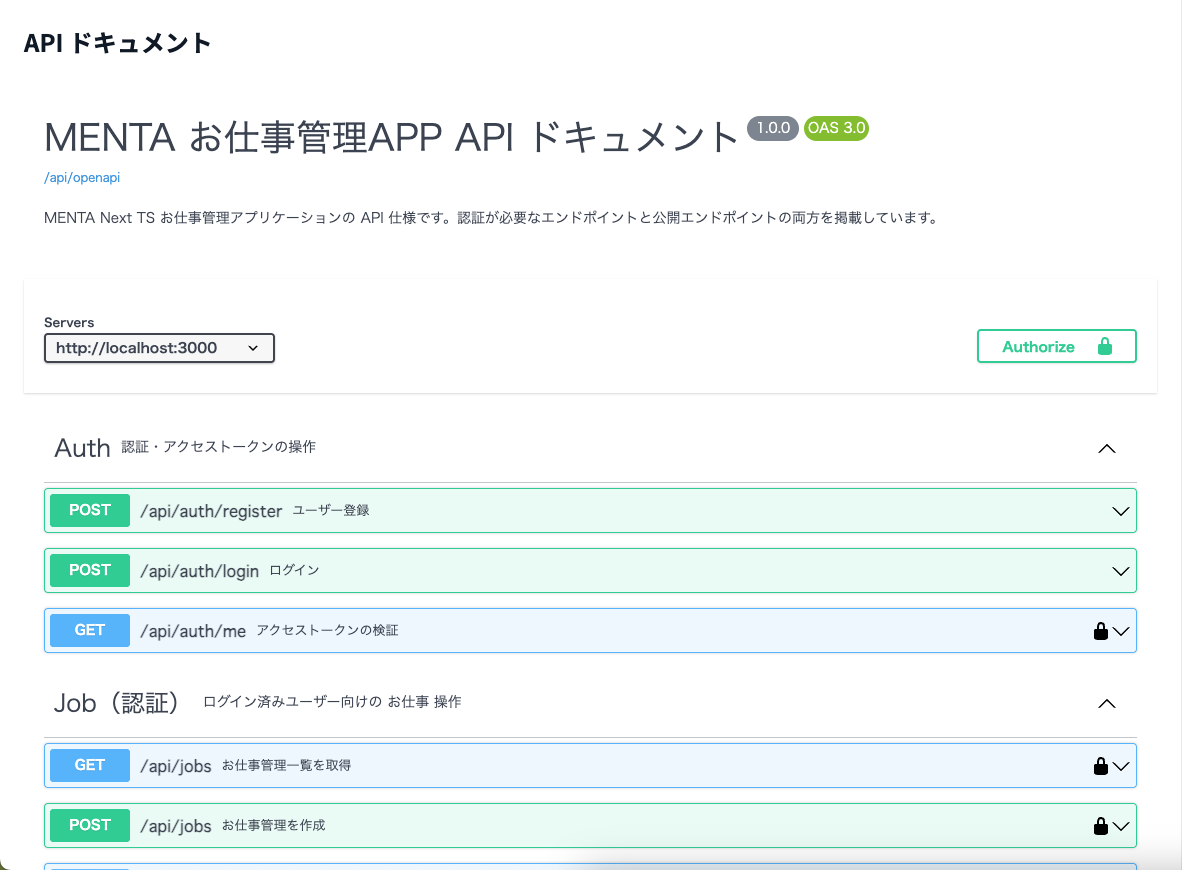 API ドキュメント
MENTA お仕事管理APP API ドキュメント 1.0.0 OAS 3.0
/api/openapi
MENTA Next TS お仕事管理アプリケーションの API 仕様です。認証が必要なエンドポイントと公開エンドポイントの両方を掲載しています。
Servers
http://localhost:3000
Authorize
Auth 認証・アクセストークンの操作
POST /api/auth/register ユーザー登録
POST /api/auth/login ログイン
GET /api/auth/me アクセストークンの検証
Job（認証） ログイン済みユーザー向けの お仕事 操作
GET /api/jobs お仕事管理一覧を取得
POST /api/jobs お仕事管理を作成